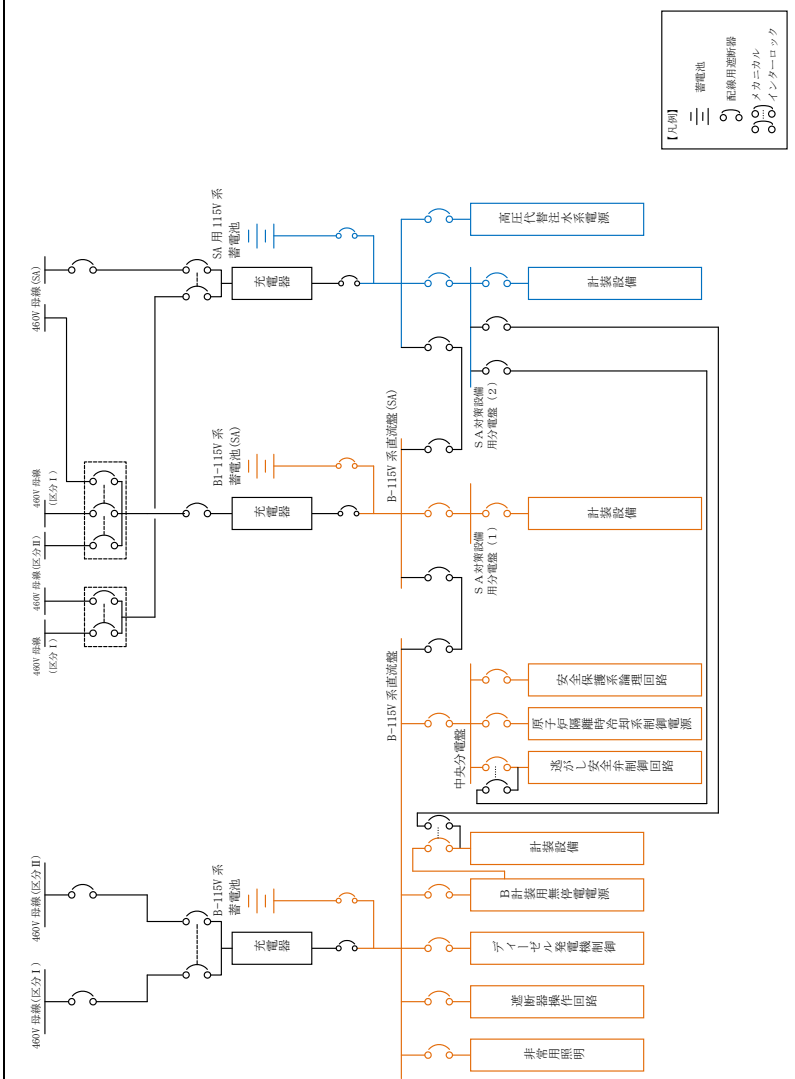 【凡例】
蓄電池
配線用遮断器
メカニカル
インターロック
460V 母線(区分Ⅰ)
460V 母線(区分Ⅱ)
460V 母線
(区分Ⅰ)
460V 母線(区分Ⅱ)
460V 母線
(区分Ⅰ)
460V 母線(SA)
B-115V 系
蓄電池
充電器
B1-115V 系
蓄電池(SA)
充電器
SA 用 115V 系
蓄電池
充電器
B-115V 系直流盤
B-115V 系直流盤(SA)
中央分電盤
SA対策設備
用分電盤（1）
SA対策設備
用分電盤（2）
非常用照明
遮断器操作回路
ディーゼル発電機制御
B計装用無停電電源
計装設備
逃がし安全弁制御回路
原子炉隔離時冷却系制御電源
安全保護系論理回路
計装設備
計装設備
高圧代替注水系電源